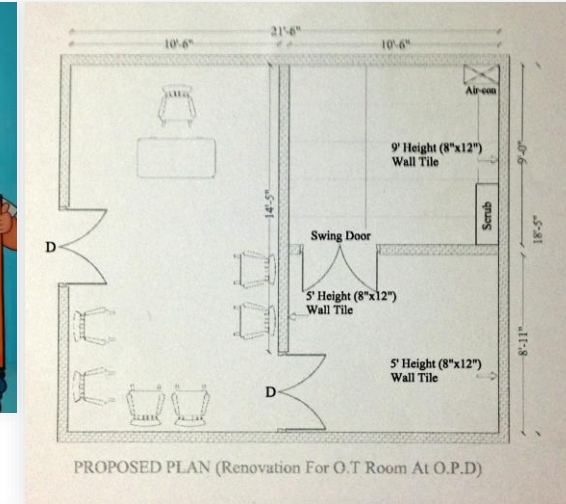 21'-6"
10'-6"
10'-6"
Air-con
9' Height (8"x12")
Wall Tile
9'-0"
14'-5"
Scrub
18'-5"
Swing Door
D
5' Height (8"x12")
Wall Tile
8'-11"
5' Height (8"x12")
Wall Tile
D
PROPOSED PLAN (Renovation For O.T Room At O.P.D)